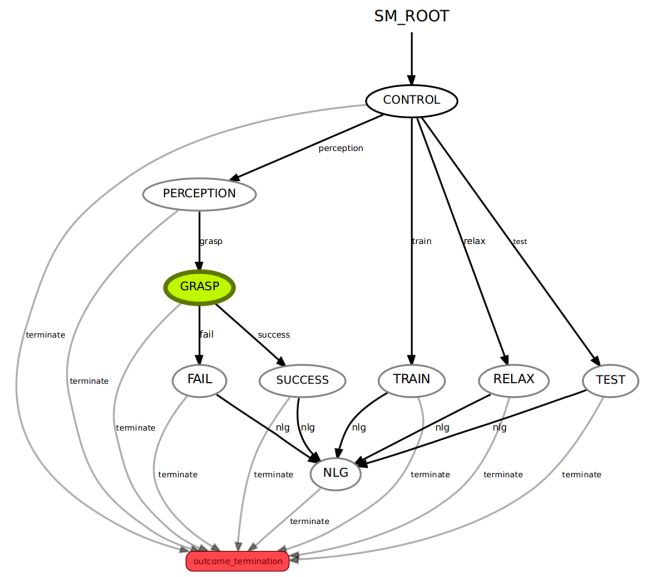 SM_ROOT
CONTROL
perception
PERCEPTION
grasp
train
relax
test
GRASP
terminate
fail
success
terminate
FAIL
SUCCESS
TRAIN
RELAX
TEST
terminate
nlg
nlg
nlg
nlg
nlg
NLG
terminate
terminate
terminate
terminate
terminate
terminate
outcome_termination